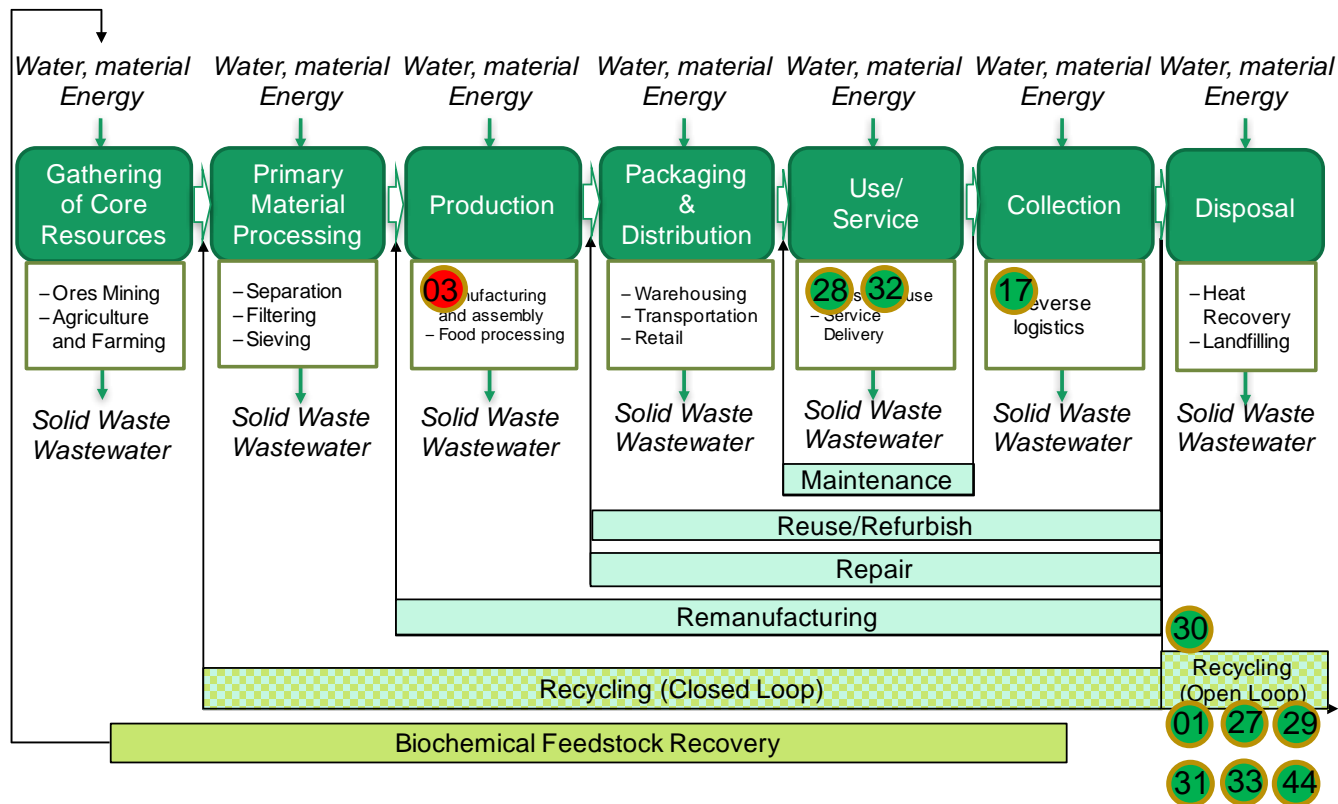 Water, material
Energy
Water, material
Energy
Water, material
Energy
Water, material
Energy
Water, material
Energy
Water, material
Energy
Water, material
Energy
Gathering
of Core
Resources
Primary
Material
Processing
Production
Packaging
&
Distribution
Use/
Service
Collection
Disposal
– Ores Mining
– Agriculture
and Farming
– Separation
– Filtering
– Sieving
03
nufacturing
and assembly
– Food processing
– Warehousing
– Transportation
– Retail
28
32
use
– Service
Delivery
17
everse
logistics
– Heat
Recovery
– Landfilling
Solid Waste
Wastewater
Solid Waste
Wastewater
Solid Waste
Wastewater
Solid Waste
Wastewater
Solid Waste
Wastewater
Solid Waste
Wastewater
Solid Waste
Wastewater
Maintenance
Reuse/Refurbish
Repair
Remanufacturing
30
Recycling (Closed Loop)
Recycling
(Open Loop)
01 27 29
Biochemical Feedstock Recovery
31 33 44